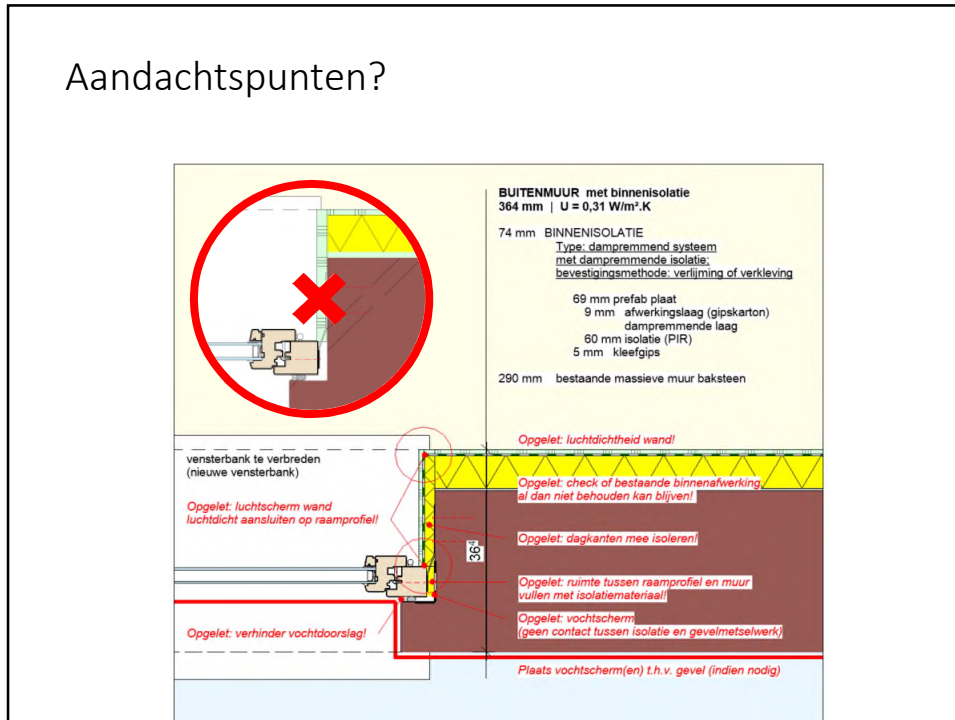 Aandachtspunten?
BUITENMUUR met binnenisolatie
364 mm | U = 0,31 W/m².K
74 mm BINNENISOLATIE
Type: dampremmend systeem
met dampremmende isolatie;
bevestigingsmethode: verlijming of verkleving
69 mm prefab plaat
9 mm afwerkingslaag (gipskarton)
dampremmende laag
60 mm isolatie (PIR)
5 mm kleefgips
290 mm bestaande massieve muur baksteen
Opgelet: luchtdichtheid wand!
vensterbank te verbreden
(nieuwe vensterbank)
Opgelet: luchtscherm wand
luchtdicht aansluiten op raamprofiel!
Opgelet: check of bestaande binnenafwerking
al dan niet behouden kan blijven!
Opgelet: dagkanten mee isoleren!
36⁴
Opgelet: ruimte tussen raamprofiel en muur
vullen met isolatiemateriaal!
Opgelet: vochtscherm
(geen contact tussen isolatie en gevelmetselwerk)
Opgelet: verhinder vochtdoorslag!
Plaats vochtscherm(en) t.h.v. gevel (indien nodig)